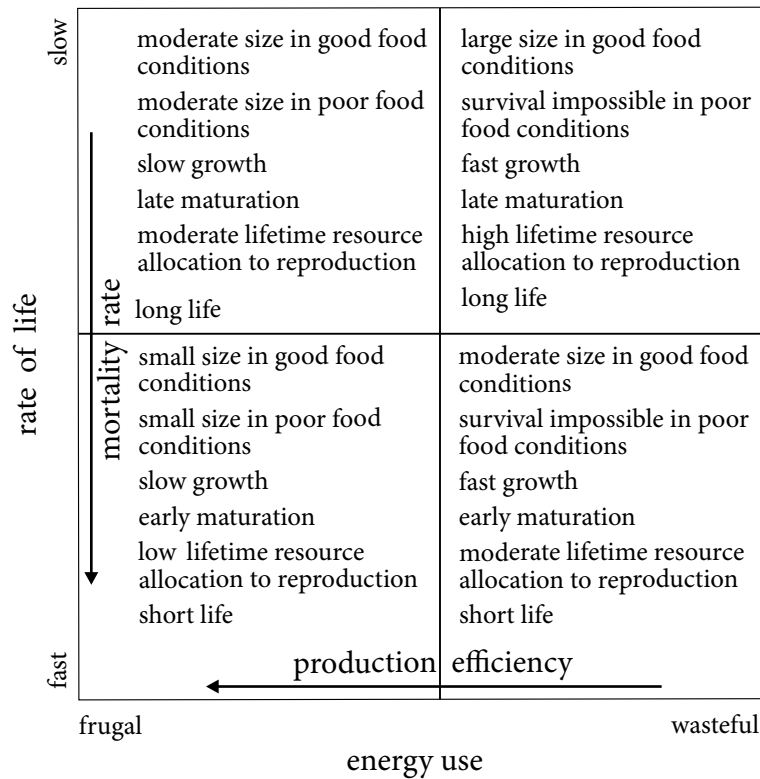 slow
moderate size in good food
conditions
moderate size in poor food
conditions
slow growth
late maturation
moderate lifetime resource
allocation to reproduction
long life
large size in good food
conditions
survival impossible in poor
food conditions
fast growth
late maturation
high lifetime resource
allocation to reproduction
long life
rate of life
mortality rate
small size in good food
conditions
small size in poor food
conditions
slow growth
early maturation
low lifetime resource
allocation to reproduction
short life
moderate size in good food
conditions
survival impossible in poor
food conditions
fast growth
early maturation
moderate lifetime resource
allocation to reproduction
short life
fast
production efficiency
frugal
wasteful
energy use